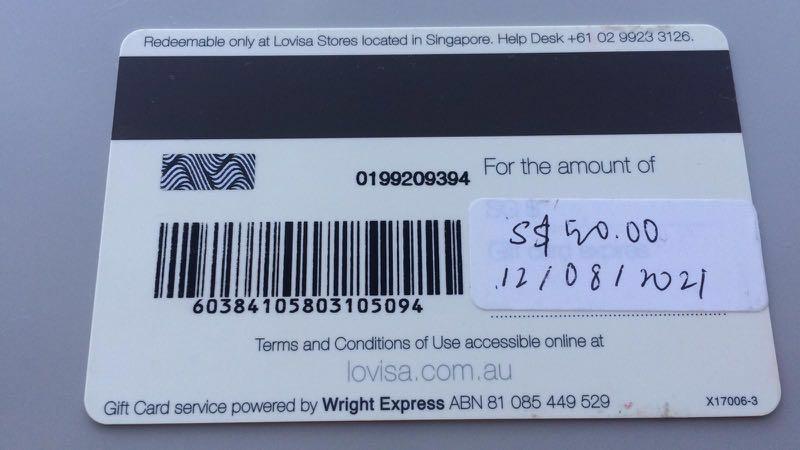 Redeemable only at Lovisa Stores located in Singapore. Help Desk +61 02 9923 3126.
0199209394
For the amount of
S$ 50.00
12/08/2021
60384105803105094
Terms and Conditions of Use accessible online at
lovisa.com.au
Gift Card service powered by Wright Express ABN 81 085 449 529
X17006-3